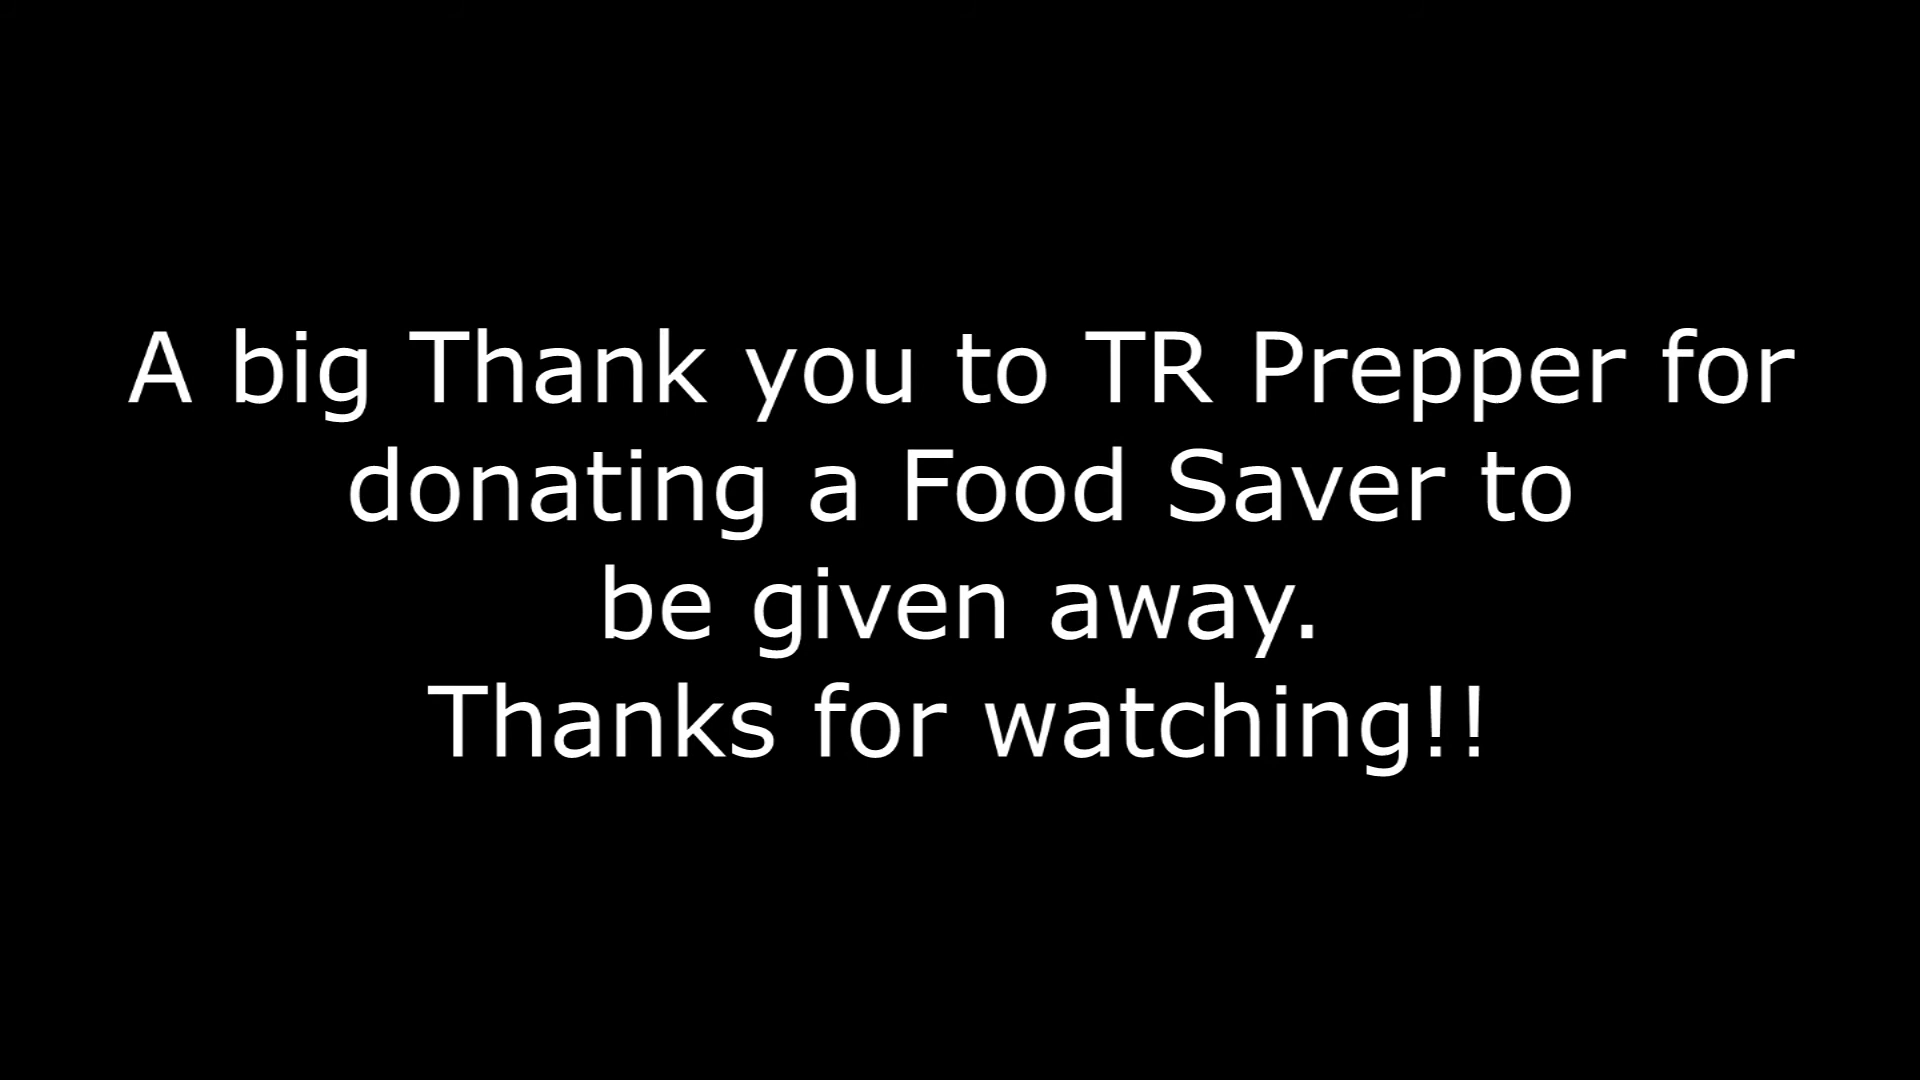 A big Thank you to TR Prepper for
donating a Food Saver to
be given away.
Thanks for watching!!